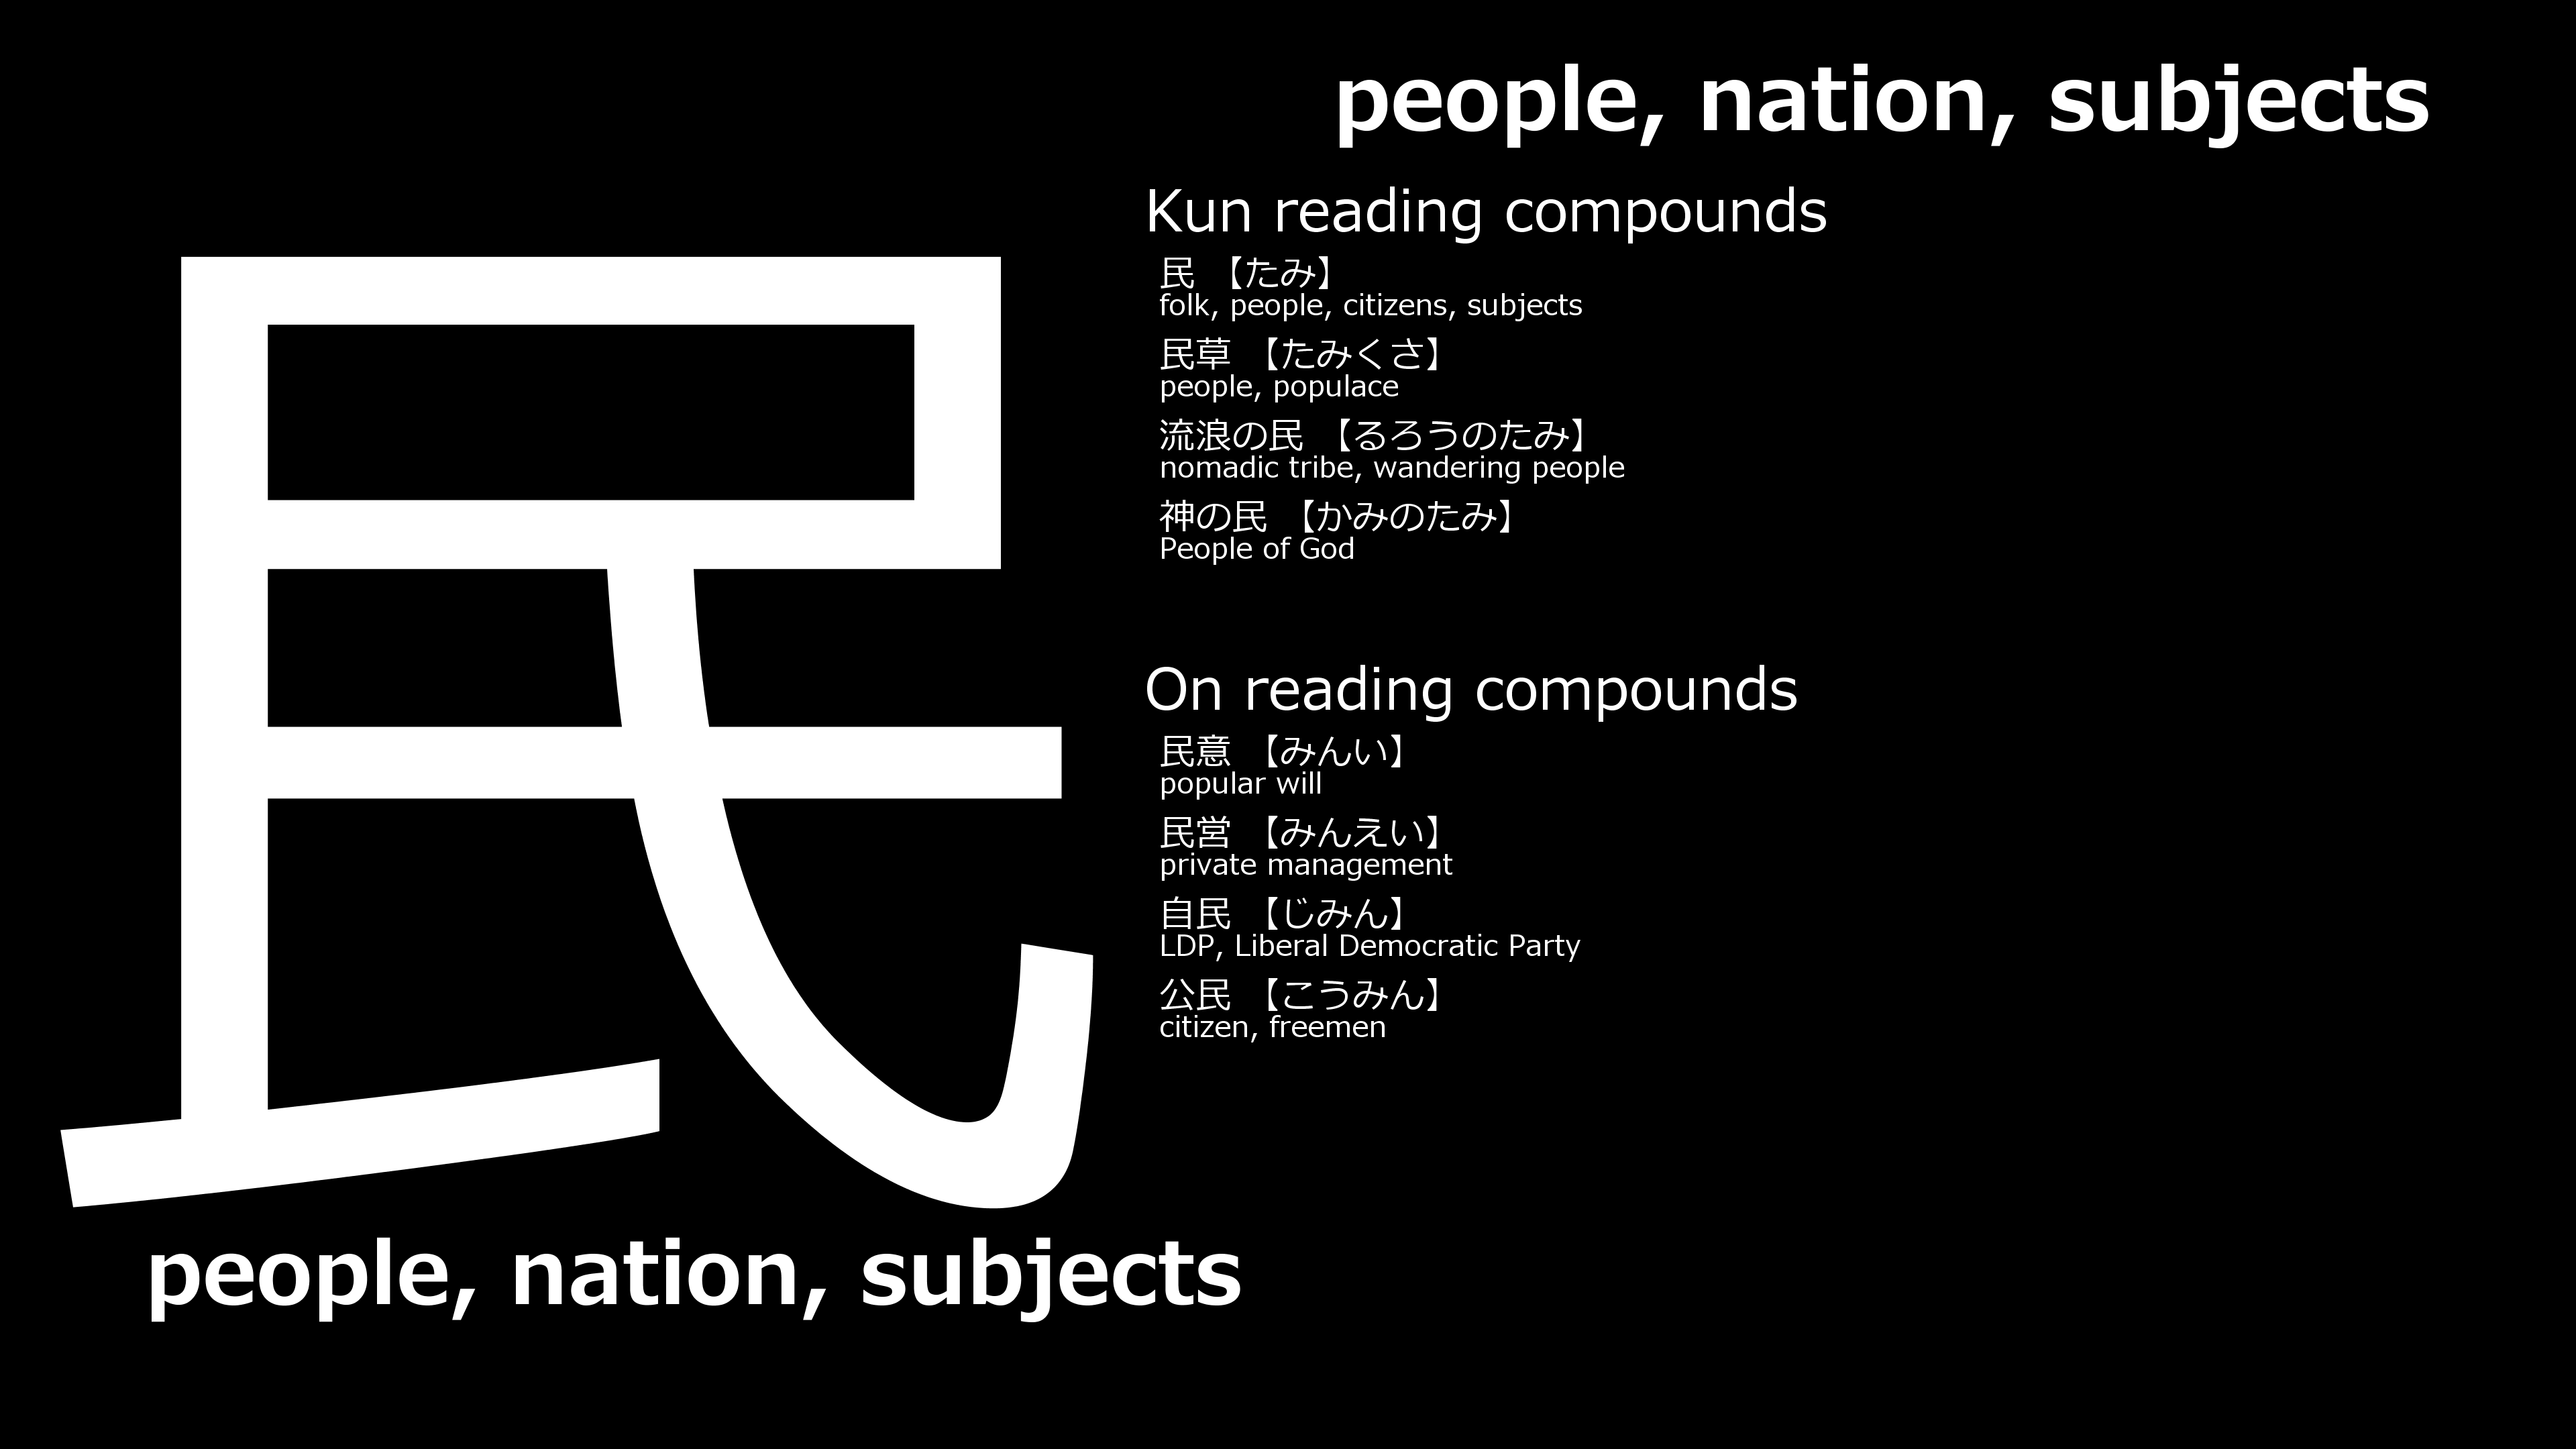 people, nation, subjects
民
people, nation, subjects
Kun reading compounds
民 【たみ】
folk, people, citizens, subjects
民草 【たみくさ】
people, populace
流浪の民 【るろうのたみ】
nomadic tribe, wandering people
神の民 【かみのたみ】
People of God
On reading compounds
民意 【みんい】
popular will
民営 【みんえい】
private management
自民 【じみん】
LDP, Liberal Democratic Party
公民 【こうみん】
citizen, freemen